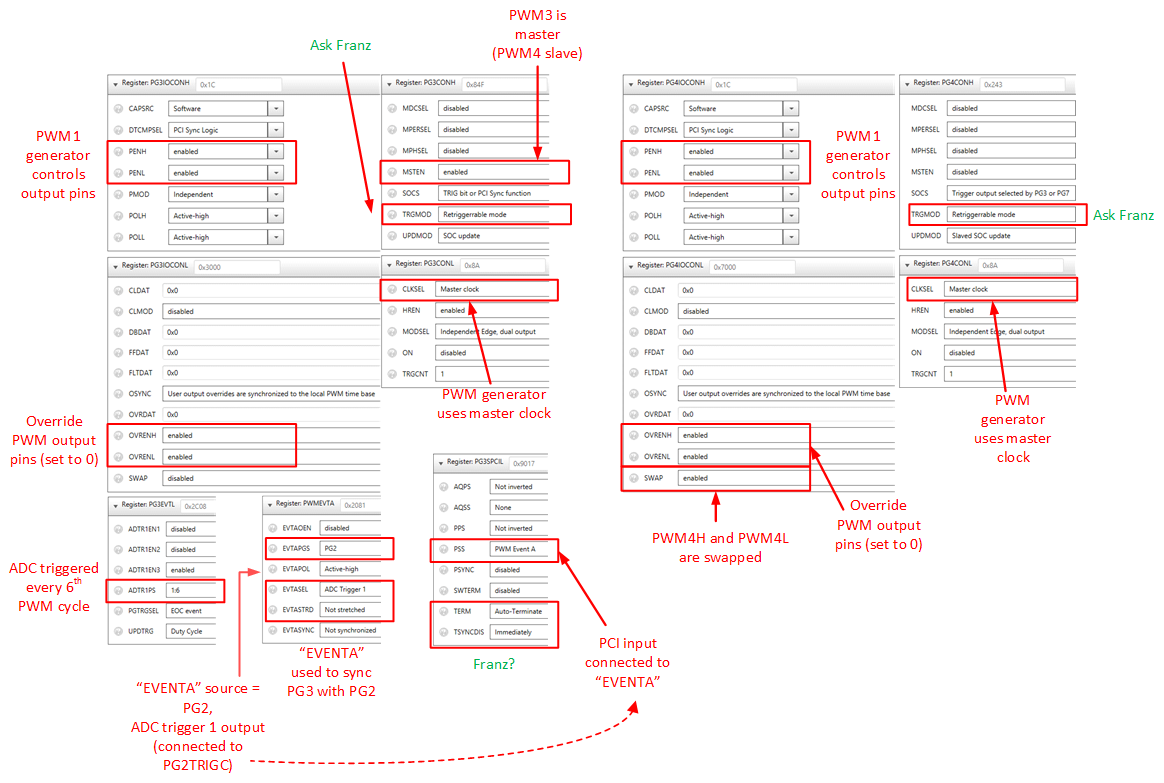 PWM3 is
master
(PWM4 slave)
Ask Franz
Register: PG3IOCONH 0x1C
CAPSRC Software
DTCMPSEL PCI Sync Logic
PENH enabled
PENL enabled
PMOD Independent
POLH Active-high
POLL Active-high
PWM1
generator
controls
output pins
Register: PG3CONH 0x84F
MDCSEL disabled
MPERSEL disabled
MPHSEL disabled
MSTEN enabled
SOCS TRIG bit or PCI Sync function
TRGMOD Retriggerrable mode
UPDMOD SOC update
Register: PG4IOCONH 0x1C
CAPSRC Software
DTCMPSEL PCI Sync Logic
PENH enabled
PENL enabled
PMOD Independent
POLH Active-high
POLL Active-high
PWM1
generator
controls
output pins
Register: PG4CONH 0x243
MDCSEL disabled
MPERSEL disabled
MPHSEL disabled
MSTEN disabled
SOCS Trigger output selected by PG3 or PG7
TRGMOD Retriggerrable mode
UPDMOD Slaved SOC update
Ask Franz
Register: PG3IOCONL 0x3000
CLDAT 0x0
CLMOD disabled
DBDAT 0x0
FFDAT 0x0
FLTDAT 0x0
OSYNC User output overrides are synchronized to the local PWM time base
OVRDAT 0x0
OVRENH enabled
OVRENL enabled
SWAP disabled
Override
PWM output
pins (set to 0)
Register: PG3CONL 0x8A
CLKSEL Master clock
HREN enabled
MODSEL Independent Edge, dual output
ON disabled
TRGCNT 1
PWM generator
uses master clock
Register: PG4IOCONL 0x7000
CLDAT 0x0
CLMOD disabled
DBDAT 0x0
FFDAT 0x0
FLTDAT 0x0
OSYNC User output overrides are synchronized to the local PWM time base
OVRDAT 0x0
OVRENH enabled
OVRENL enabled
SWAP enabled
Register: PG4CONL 0x8A
CLKSEL Master clock
HREN enabled
MODSEL Independent Edge, dual output
ON disabled
TRGCNT 1
PWM
generator
uses master
clock
Override
PWM output
pins (set to 0)
PWM4H and PWM4L
are swapped
Register: PG3EVTL 0x2C08
ADTR1EN1 disabled
ADTR1EN2 disabled
ADTR1EN3 enabled
ADTR1PS 1:6
PGTRGSEL EOC event
UPDTRG Duty Cycle
ADC triggered
every 6th
PWM cycle
Register: PWMEVTA 0x2081
EVTAOEN disabled
EVTAPGS PG2
EVTAPOL Active-high
EVTASEL ADC Trigger 1
EVTASTRD Not stretched
EVTASYNC Not synchronized
"EVENTA"
used to sync
PG3 with PG2
Register: PG3SPCIL 0x9017
AQPS Not inverted
AQSS None
PPS Not inverted
PSS PWM Event A
PSYNC disabled
SWTERM disabled
TERM Auto-Terminate
TSYNCDIS Immediately
Franz?
PCI input
connected to
"EVENTA"
"EVENTA" source =
PG2,
ADC trigger 1 output
(connected to
PG2TRIGC)